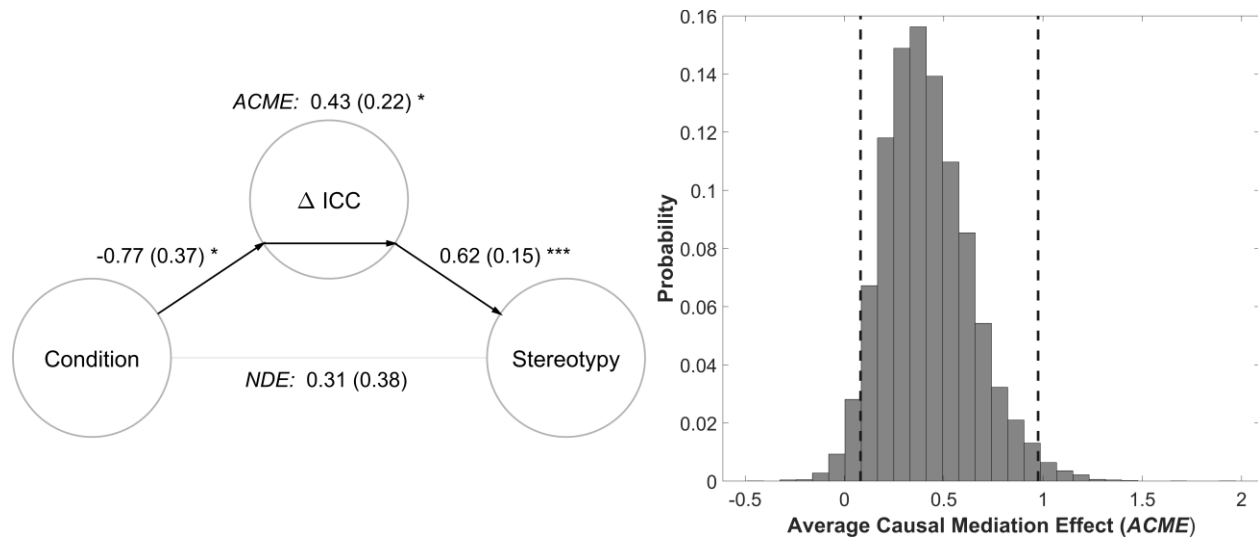 ACME: 0.43 (0.22) *
Δ ICC
-0.77 (0.37) *
0.62 (0.15) ***
Condition
Stereotypy
NDE: 0.31 (0.38)
Probability
0.16
0.14
0.12
0.1
0.08
0.06
0.04
0.02
0
-0.5 0 0.5 1 1.5 2
Average Causal Mediation Effect (ACME)